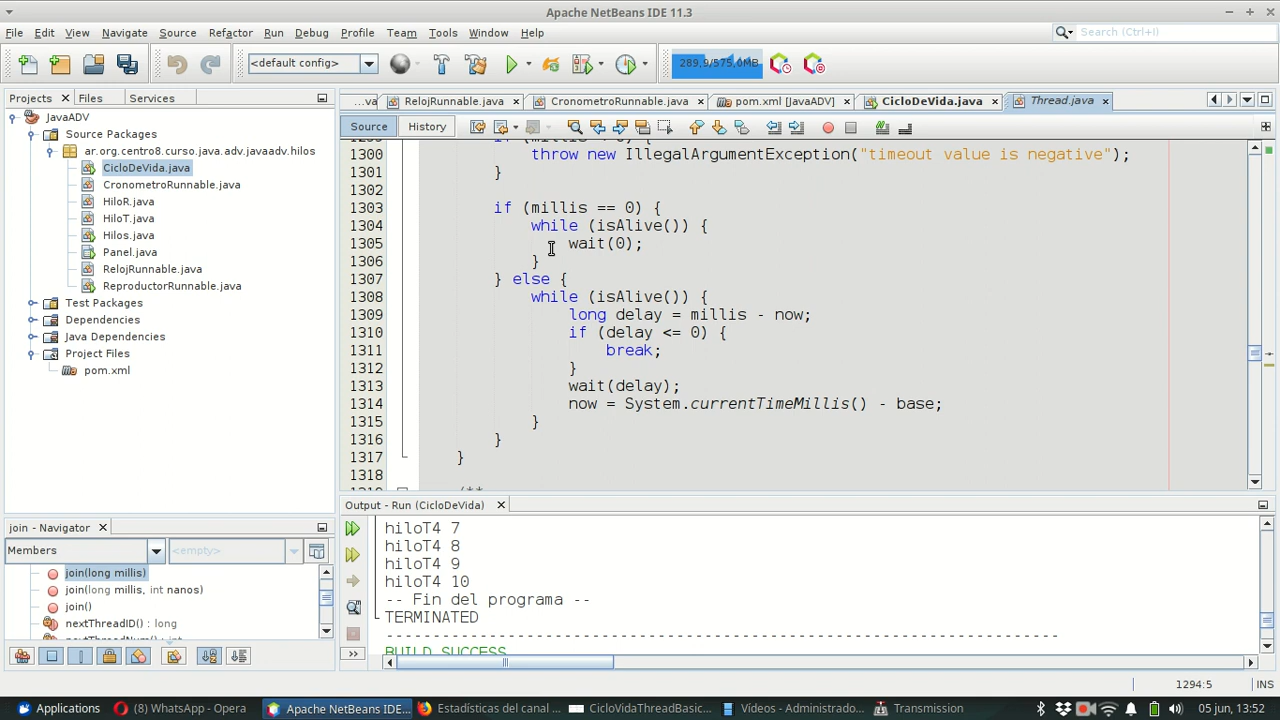 Apache NetBeans IDE 11.3
File Edit View Navigate Source Refactor Run Debug Profile Team Tools Window Help
Search (Ctrl+I)
<default config>
289,9/575,0MB
Projects Files Services
...va RelojRunnable.java CronometroRunnable.java pom.xml [JavaADV] CicloDeVida.java Thread.java
Source History
JavaADV
Source Packages
ar.org.centro8.curso.java.adv.javaadv.hilos
CicloDeVida.java
CronometroRunnable.java
HiloR.java
HiloT.java
Hilos.java
Panel.java
RelojRunnable.java
ReproductorRunnable.java
Test Packages
Dependencies
Java Dependencies
Project Files
pom.xml
1300 throw new IllegalArgumentException("timeout value is negative");
1301 }
1302
1303 if (millis == 0) {
1304 while (isAlive()) {
1305 wait(0);
1306 }
1307 } else {
1308 while (isAlive()) {
1309 long delay = millis - now;
1310 if (delay <= 0) {
1311 break;
1312 }
1313 wait(delay);
1314 now = System.currentTimeMillis() - base;
1315 }
1316 }
1317 }
1318
/**
join - Navigator
Members <empty>
join(long millis)
join(long millis, int nanos)
join()
nextThreadID() : long
nextThreadNum() : int
Output - Run (CicloDeVida)
hiloT4 7
hiloT4 8
hiloT4 9
hiloT4 10
-- Fin del programa --
TERMINATED
------------------------------------------------------------------------
BUILD SUCCESS
1294:5 INS
Applications (8) WhatsApp - Opera Apache NetBeans IDE... Estadísticas del canal ... CicloVidaThreadBasic... Vídeos - Administrado... Transmission 05 jun, 13:52